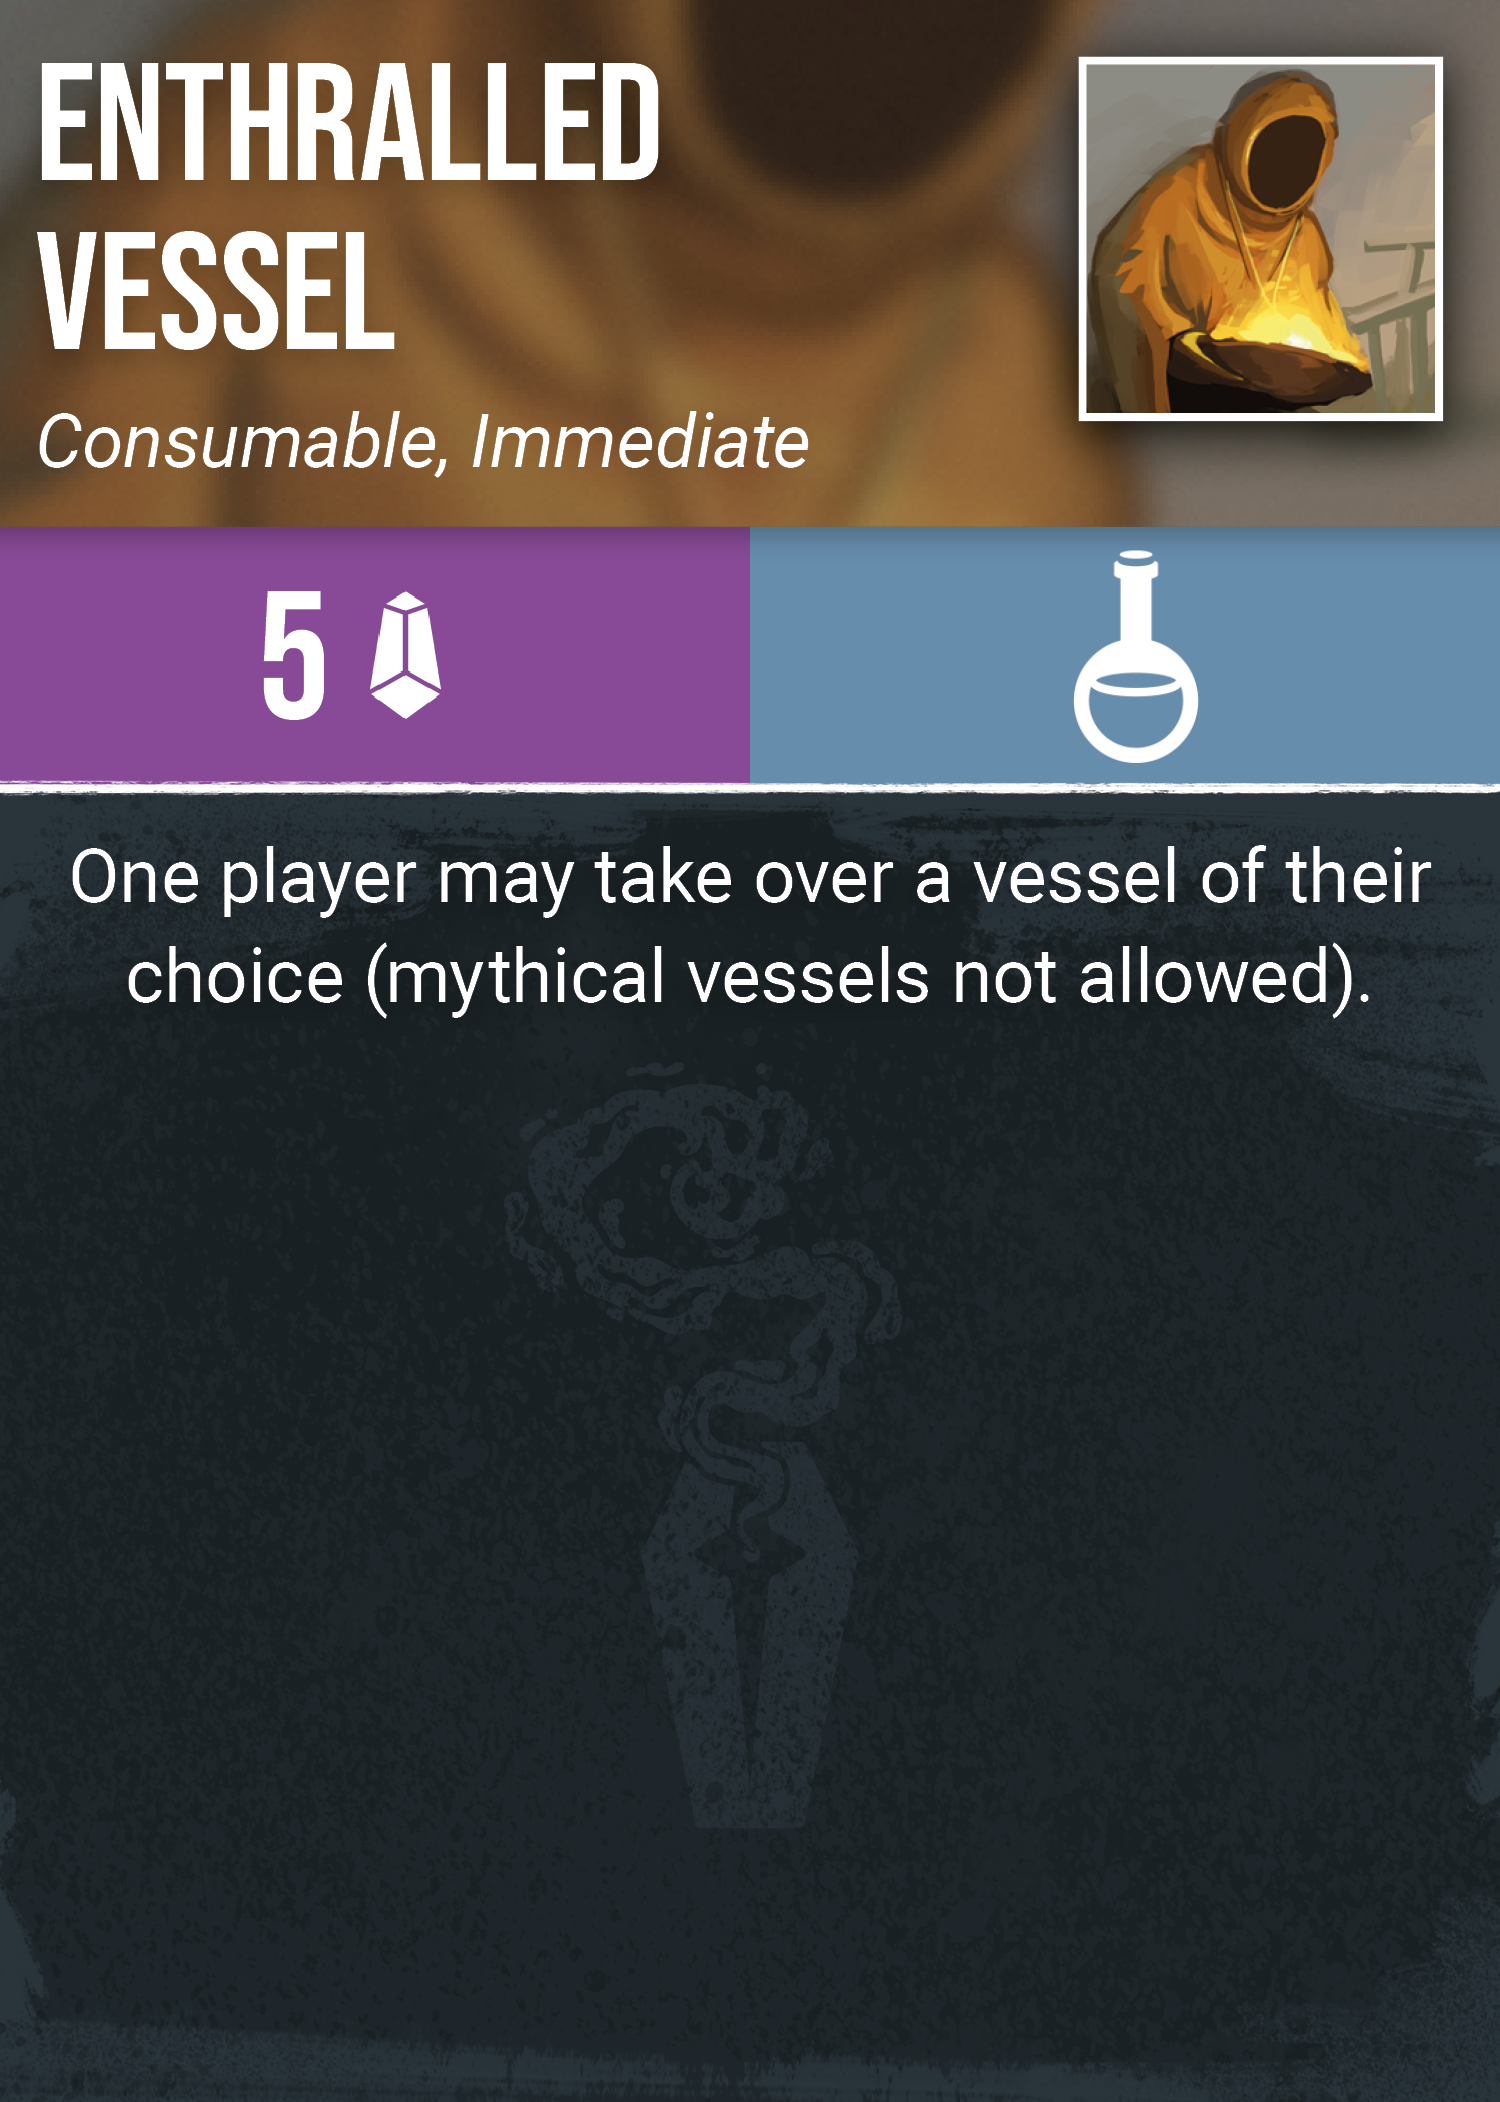 ENTHRALLED
VESSEL
Consumable, Immediate
5
One player may take over a vessel of their
choice (mythical vessels not allowed).